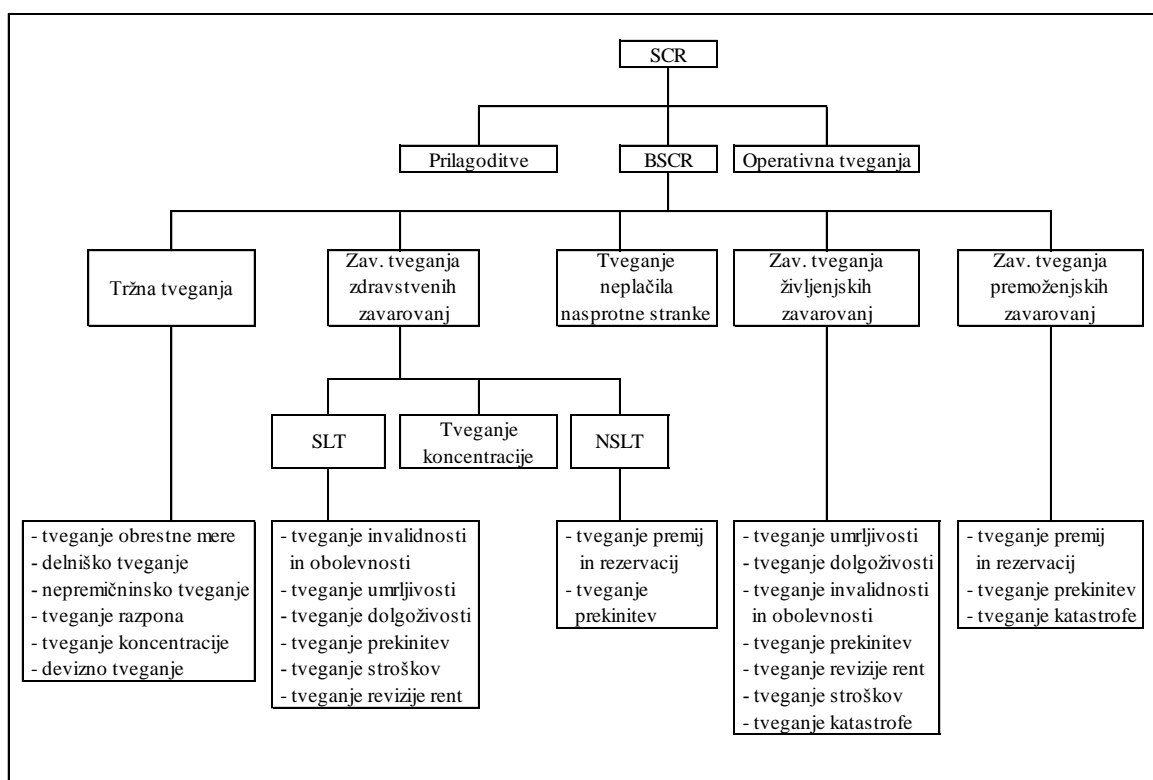 SCR
Prilagoditve
BSCR
Operativna tveganja
Tržna tveganja
Zav. tveganja
zdravstvenih
zavarovanj
Tveganje
neplačila
nasprotne stranke
Zav. tveganja
življenjskih
zavarovanj
Zav. tveganja
premoženjskih
zavarovanj
SLT
Tveganje
koncentracije
NSLT
- tveganje obrestne mere
- delniško tveganje
- nepremičninsko tveganje
- tveganje razpona
- tveganje koncentracije
- devizno tveganje
- tveganje invalidnosti
in obolevnosti
- tveganje umrljivosti
- tveganje dolgoživosti
- tveganje prekinitev
- tveganje stroškov
- tveganje revizije rent
- tveganje premij
in rezervacij
- tveganje
prekinitev
- tveganje umrljivosti
- tveganje dolgoživosti
- tveganje invalidnosti
in obolevnosti
- tveganje prekinitev
- tveganje revizije rent
- tveganje stroškov
- tveganje katastrofe
- tveganje premij
in rezervacij
- tveganje prekinitev
- tveganje katastrofe